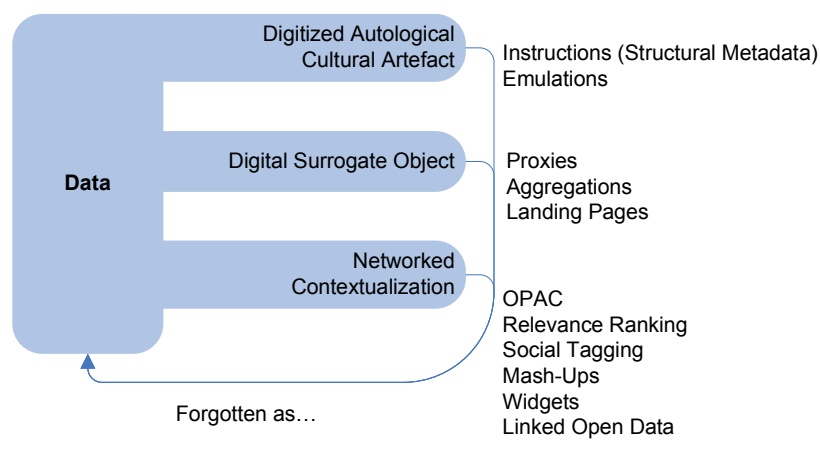 Digitized Autological
Cultural Artefact
Instructions (Structural Metadata)
Emulations
Data
Digital Surrogate Object
Proxies
Aggregations
Landing Pages
Networked
Contextualization
OPAC
Relevance Ranking
Social Tagging
Mash-Ups
Widgets
Linked Open Data
Forgotten as…